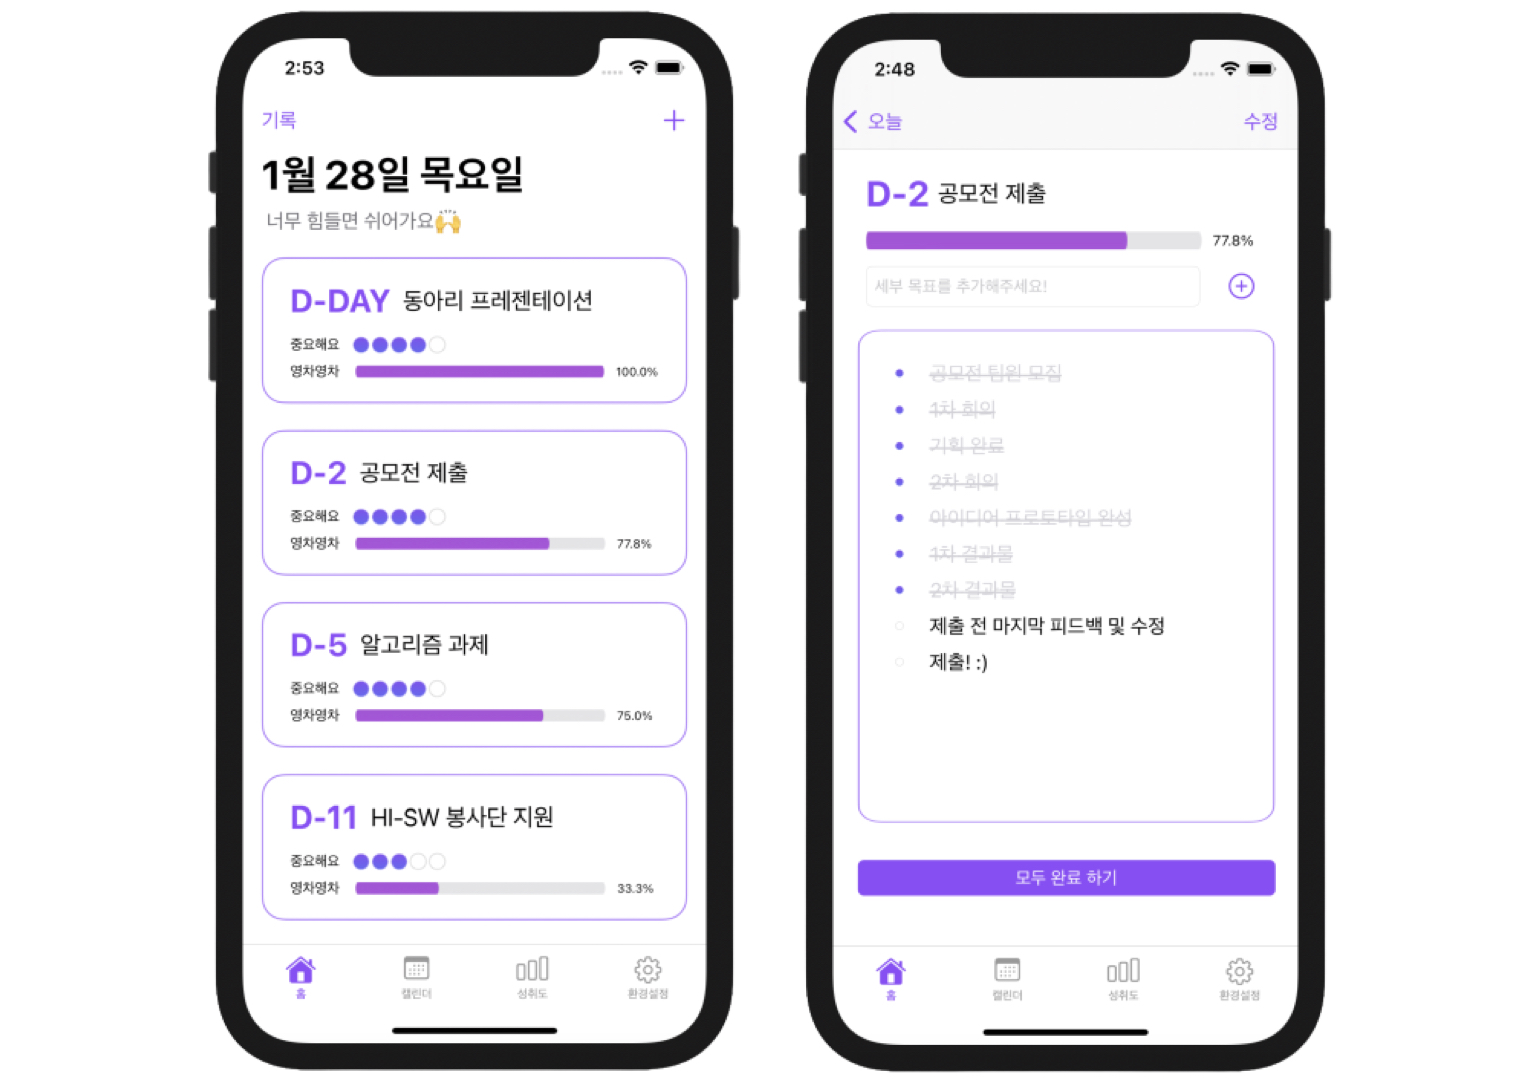 2:53
기록
1월 28일 목요일
너무 힘들면 쉬어가요🙌
D-DAY 동아리 프레젠테이션
중요해요
영차영차 100.0%
D-2 공모전 제출
중요해요
영차영차 77.8%
D-5 알고리즘 과제
중요해요
영차영차 75.0%
D-11 HI-SW 봉사단 지원
중요해요
영차영차 33.3%
홈 캘린더 성취도 환경설정
2:48
오늘 수정
D-2 공모전 제출
77.8%
세부 목표를 추가해주세요!
공모전 팀원 모집
1차 회의
기획 완료
2차 회의
아이디어 프로토타입 완성
1차 결과물
2차 결과물
제출 전 마지막 피드백 및 수정
제출! :)
모두 완료 하기
홈 캘린더 성취도 환경설정